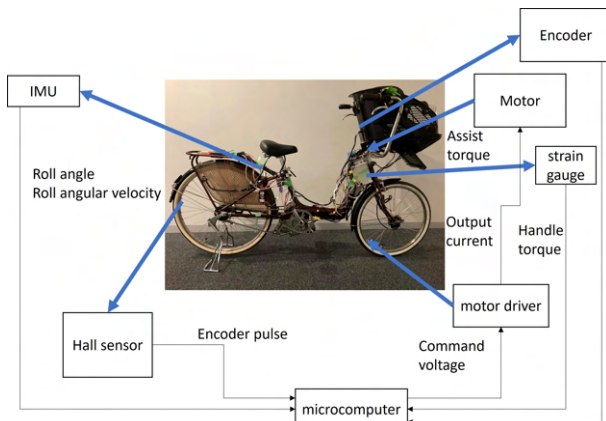 Encoder
IMU
Motor
Assist
torque
strain
gauge
Roll angle
Roll angular velocity
Output
current
Handle
torque
motor driver
Hall sensor
Encoder pulse
Command
voltage
microcomputer